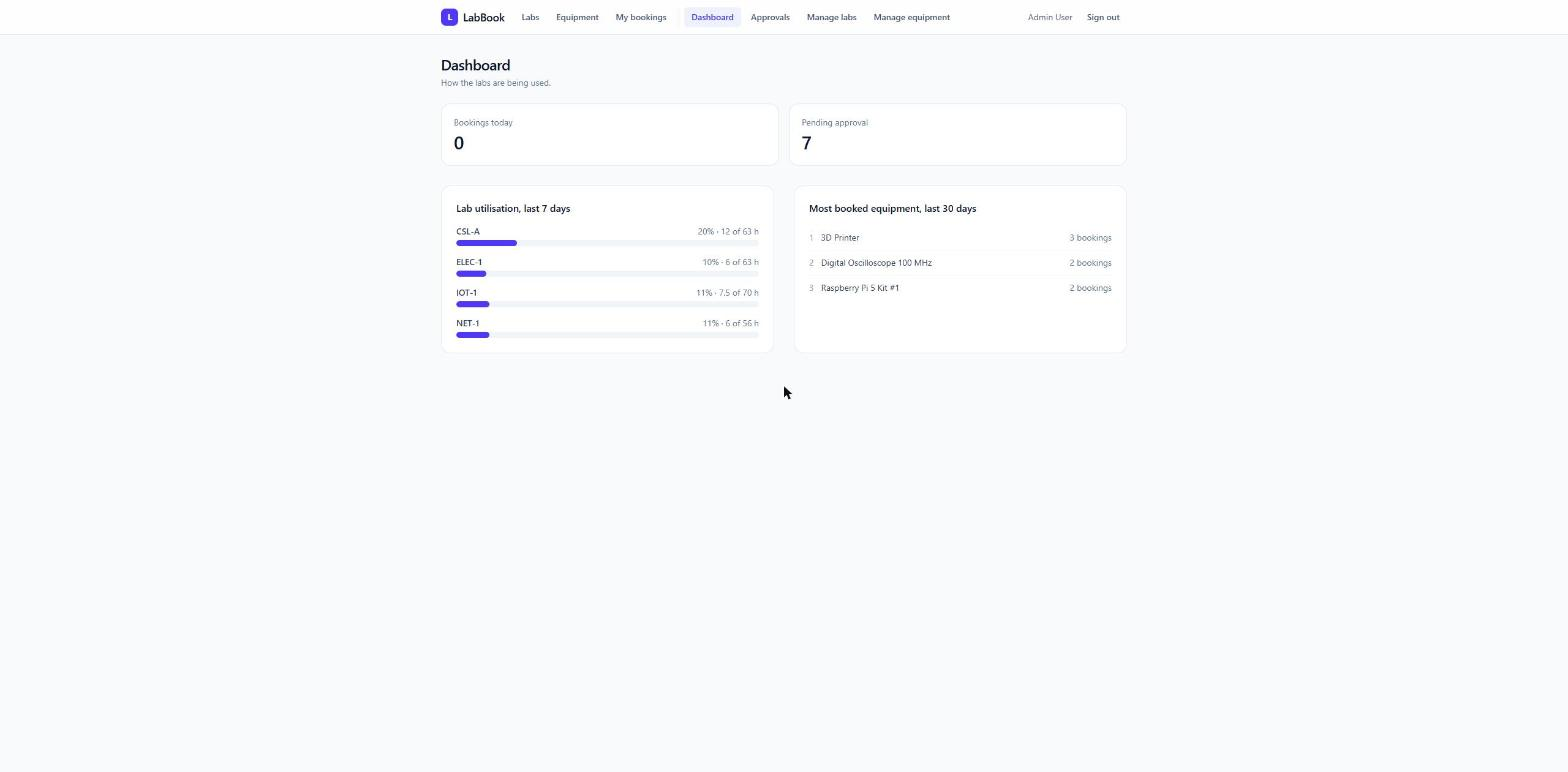 L LabBook Labs Equipment My bookings Dashboard Approvals Manage labs Manage equipment Admin User Sign out
Dashboard
How the labs are being used.
Bookings today
0
Pending approval
7
Lab utilisation, last 7 days
CSL-A 20% · 12 of 63 h
ELEC-1 10% · 6 of 63 h
IOT-1 11% · 7.5 of 70 h
NET-1 11% · 6 of 56 h
Most booked equipment, last 30 days
1 3D Printer 3 bookings
2 Digital Oscilloscope 100 MHz 2 bookings
3 Raspberry Pi 5 Kit #1 2 bookings